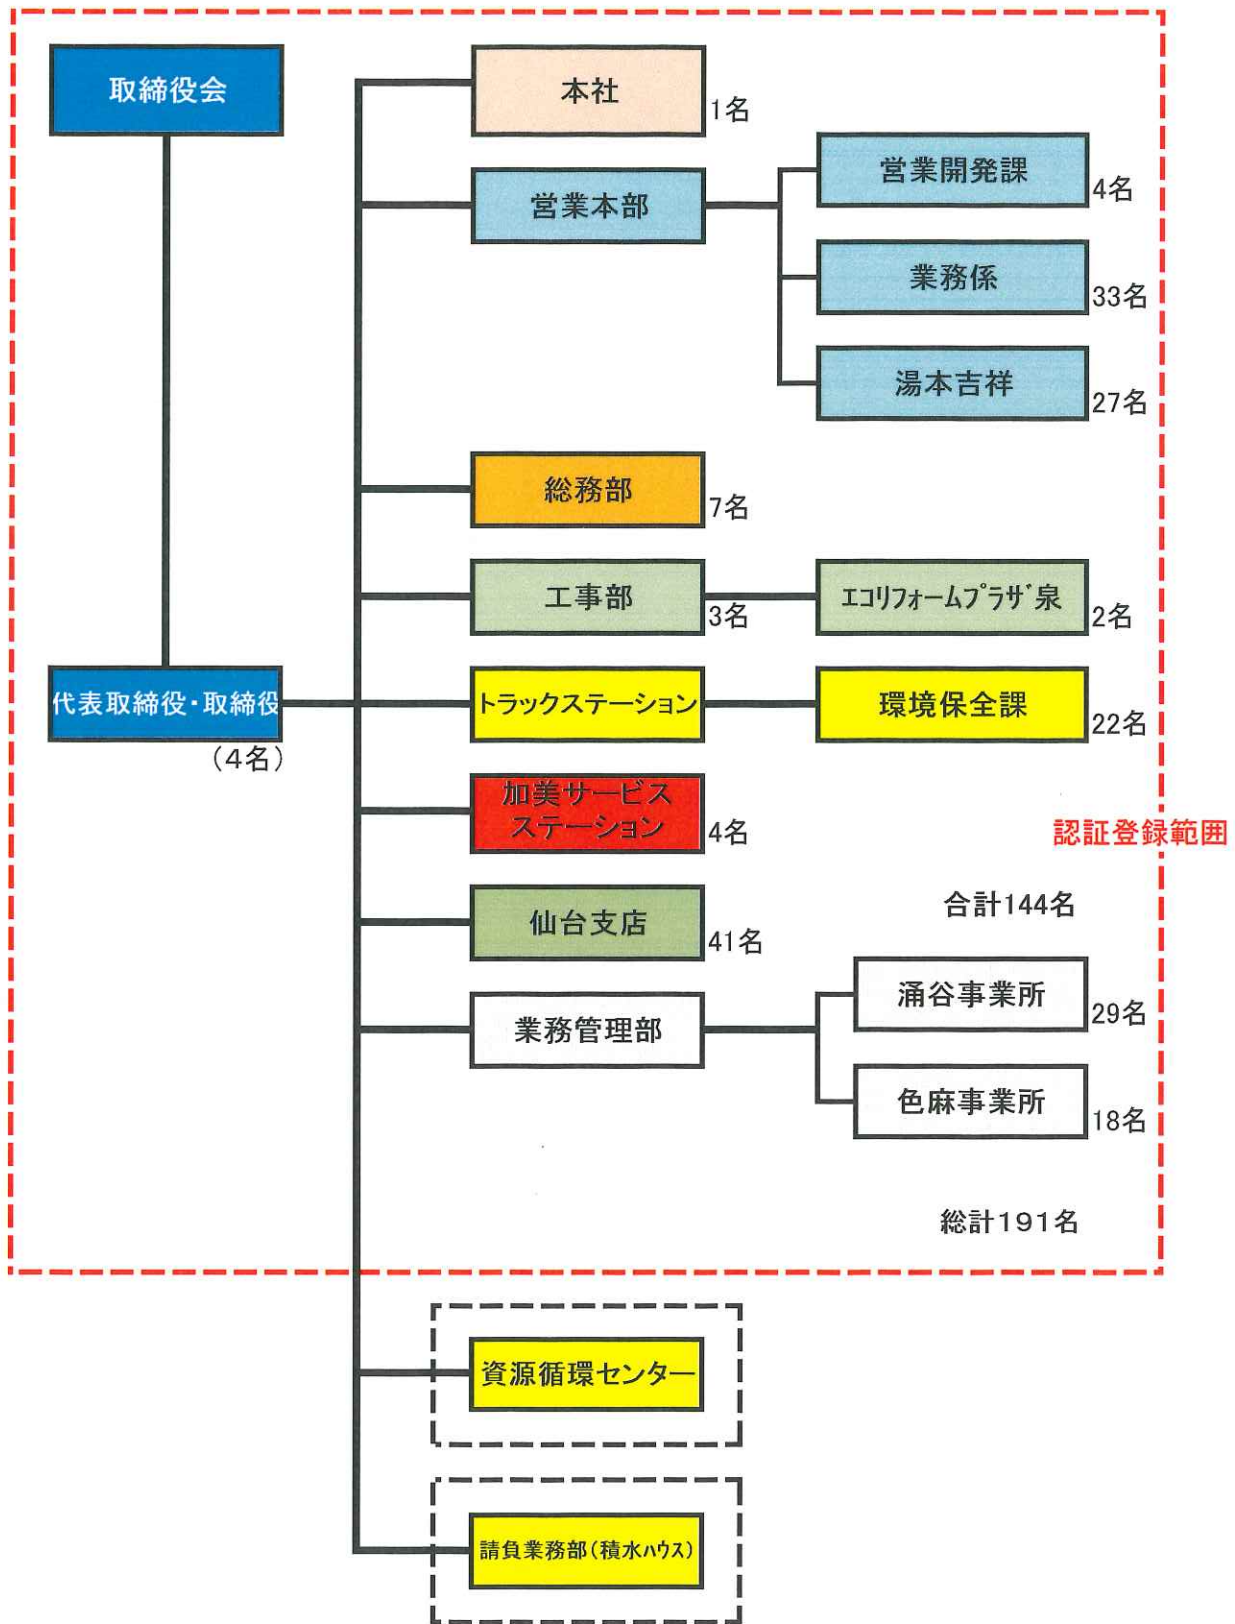 取締役会
本社
1名
営業本部
営業開発課
4名
業務係
33名
湯本吉祥
27名
総務部
7名
工事部
3名
エコリフォームプラザ泉
2名
代表取締役・取締役
(4名)
トラックステーション
環境保全課
22名
加美サービス
ステーション
4名
認証登録範囲
仙台支店
41名
合計144名
業務管理部
涌谷事業所
29名
色麻事業所
18名
総計191名
資源循環センター
請負業務部(積水ハウス)